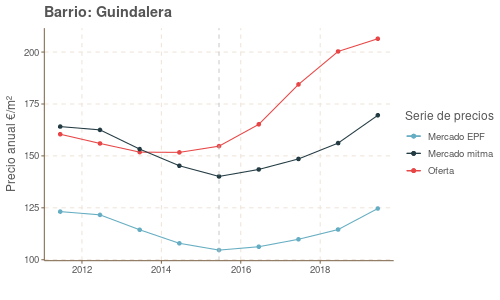 Barrio: Guindalera
Precio anual €/m²
200
175
150
125
100
2012
2014
2016
2018
Serie de precios
Mercado EPF
Mercado mitma
Oferta